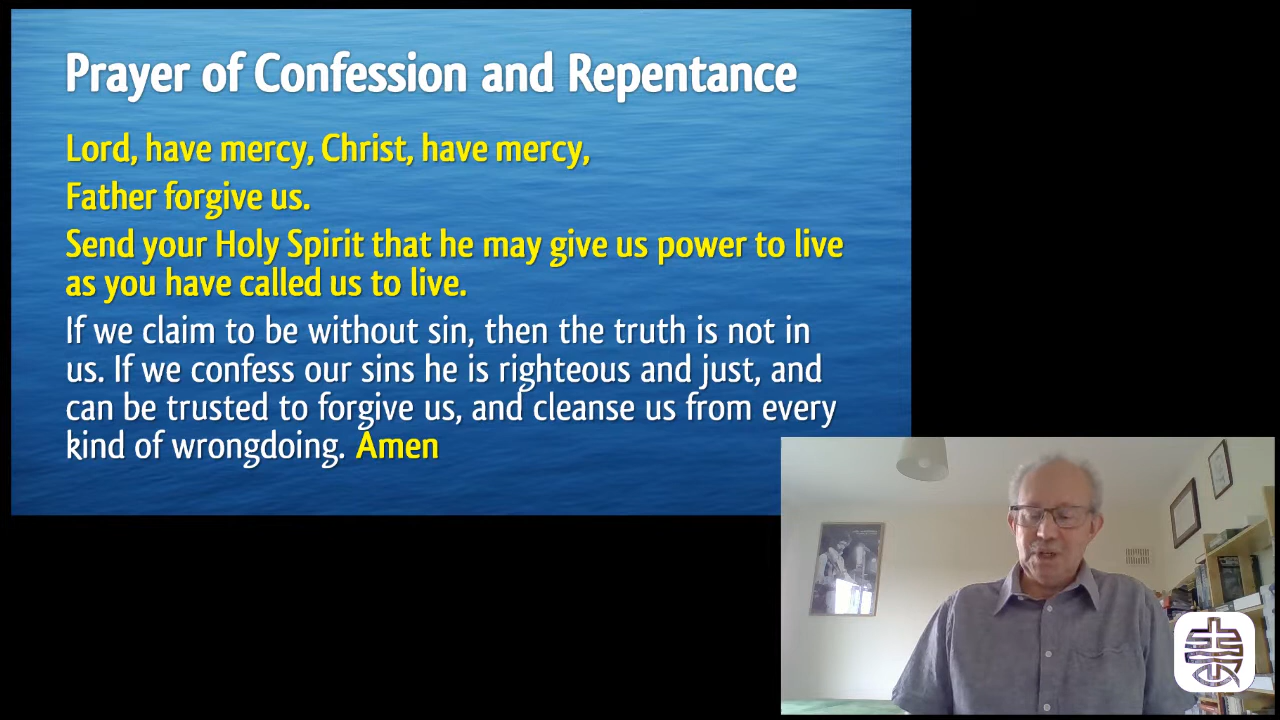 Prayer of Confession and Repentance
Lord, have mercy, Christ, have mercy,
Father forgive us.
Send your Holy Spirit that he may give us power to live
as you have called us to live.
If we claim to be without sin, then the truth is not in
us. If we confess our sins he is righteous and just, and
can be trusted to forgive us, and cleanse us from every
kind of wrongdoing. Amen